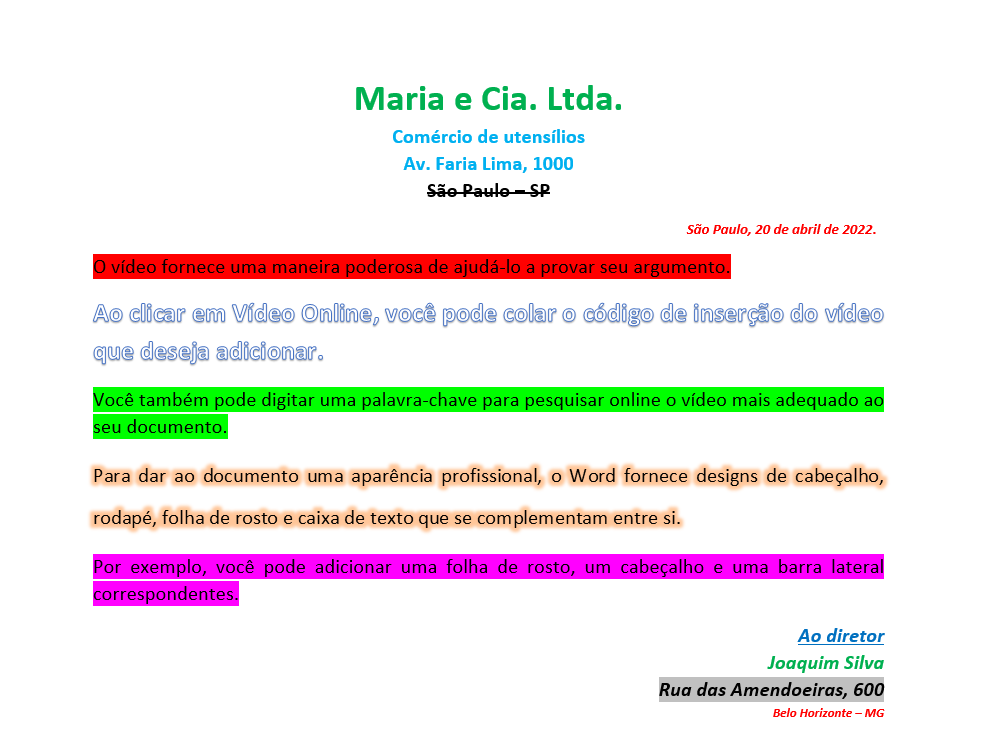 Maria e Cia. Ltda.
Comércio de utensílios
Av. Faria Lima, 1000
São Paulo – SP
São Paulo, 20 de abril de 2022.
O vídeo fornece uma maneira poderosa de ajudá-lo a provar seu argumento.
Ao clicar em Vídeo Online, você pode colar o código de inserção do vídeo
que deseja adicionar.
Você também pode digitar uma palavra-chave para pesquisar online o vídeo mais adequado ao
seu documento.
Para dar ao documento uma aparência profissional, o Word fornece designs de cabeçalho,
rodapé, folha de rosto e caixa de texto que se complementam entre si.
Por exemplo, você pode adicionar uma folha de rosto, um cabeçalho e uma barra lateral
correspondentes.
Ao diretor
Joaquim Silva
Rua das Amendoeiras, 600
Belo Horizonte – MG